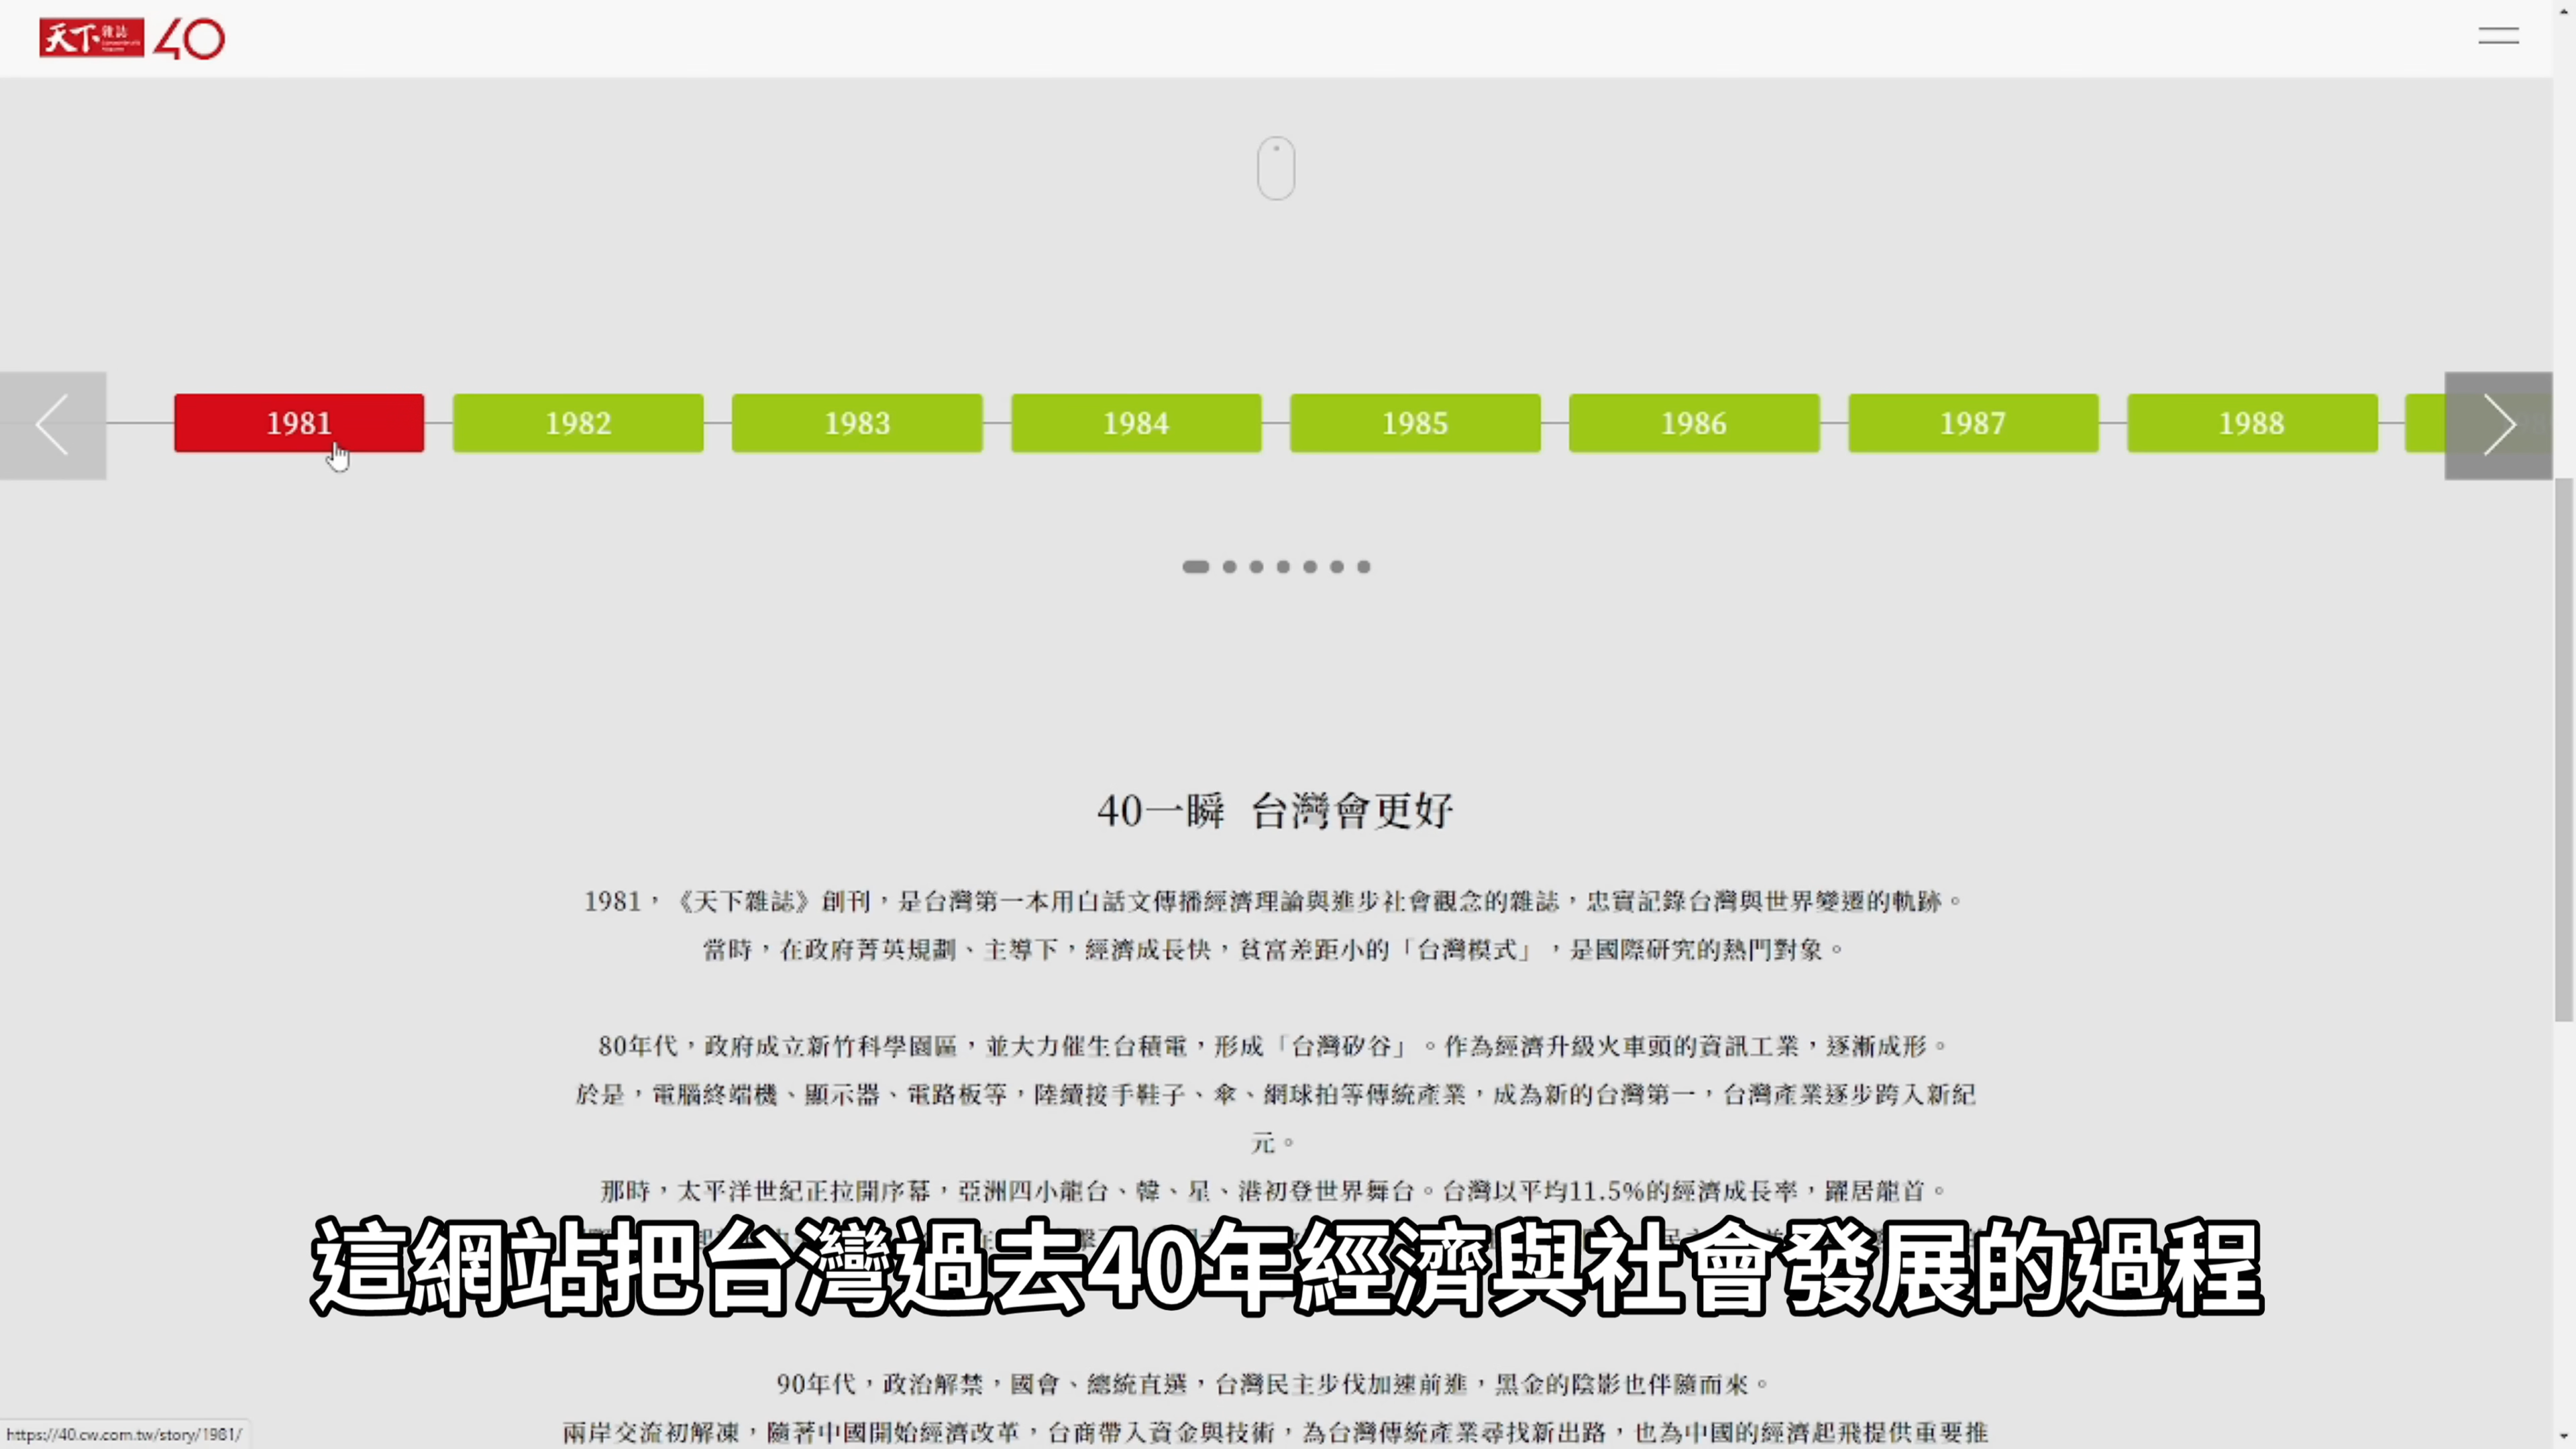 天下雜誌 40
1981
1982
1983
1984
1985
1986
1987
1988
40一瞬 台灣會更好
1981，《天下雜誌》創刊，是台灣第一本用白話文傳播經濟理論與進步社會觀念的雜誌，忠實記錄台灣與世界變遷的軌跡。
當時，在政府菁英規劃、主導下，經濟成長快，貧富差距小的「台灣模式」，是國際研究的熱門對象。
80年代，政府成立新竹科學園區，並大力催生台積電，形成「台灣矽谷」。作為經濟升級火車頭的資訊工業，逐漸成形。
於是，電腦終端機、顯示器、電路板等，陸續接手鞋子、傘、網球拍等傳統產業，成為新的台灣第一，台灣產業逐步跨入新紀
元。
那時，太平洋世紀正拉開序幕，亞洲四小龍台、韓、星、港初登世界舞台。台灣以平均11.5%的經濟成長率，躍居龍首。
這網站把台灣過去40年經濟與社會發展的過程
90年代，政治解禁，國會、總統直選，台灣民主步伐加速前進，黑金的陰影也伴隨而來。
兩岸交流初解凍，隨著中國開始經濟改革，台商帶入資金與技術，為台灣傳統產業尋找新出路，也為中國的經濟起飛提供重要推
https://40.cw.com.tw/story/1981/